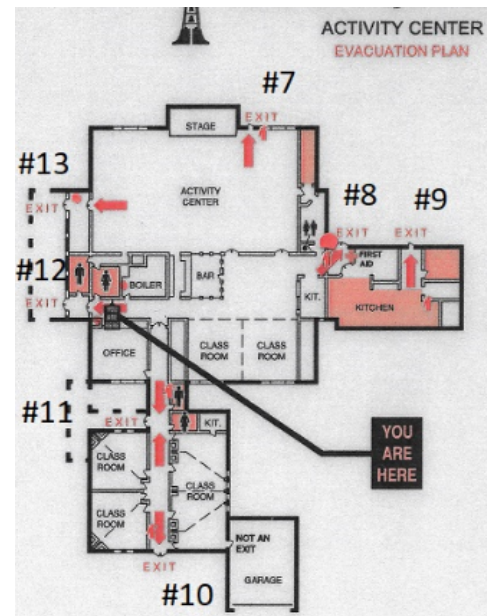 ACTIVITY CENTER
EVACUATION PLAN
#7
EXIT
STAGE
#13
EXIT
ACTIVITY
CENTER
#8
EXIT
#9
EXIT
FIRST
AID
#12
EXIT
BOILER
BAR
KIT.
KITCHEN
OFFICE
CLASS
ROOM
CLASS
ROOM
#11
EXIT
KIT.
YOU
ARE
HERE
CLASS
ROOM
CLASS
ROOM
CLASS
ROOM
NOT AN
EXIT
EXIT
#10
GARAGE